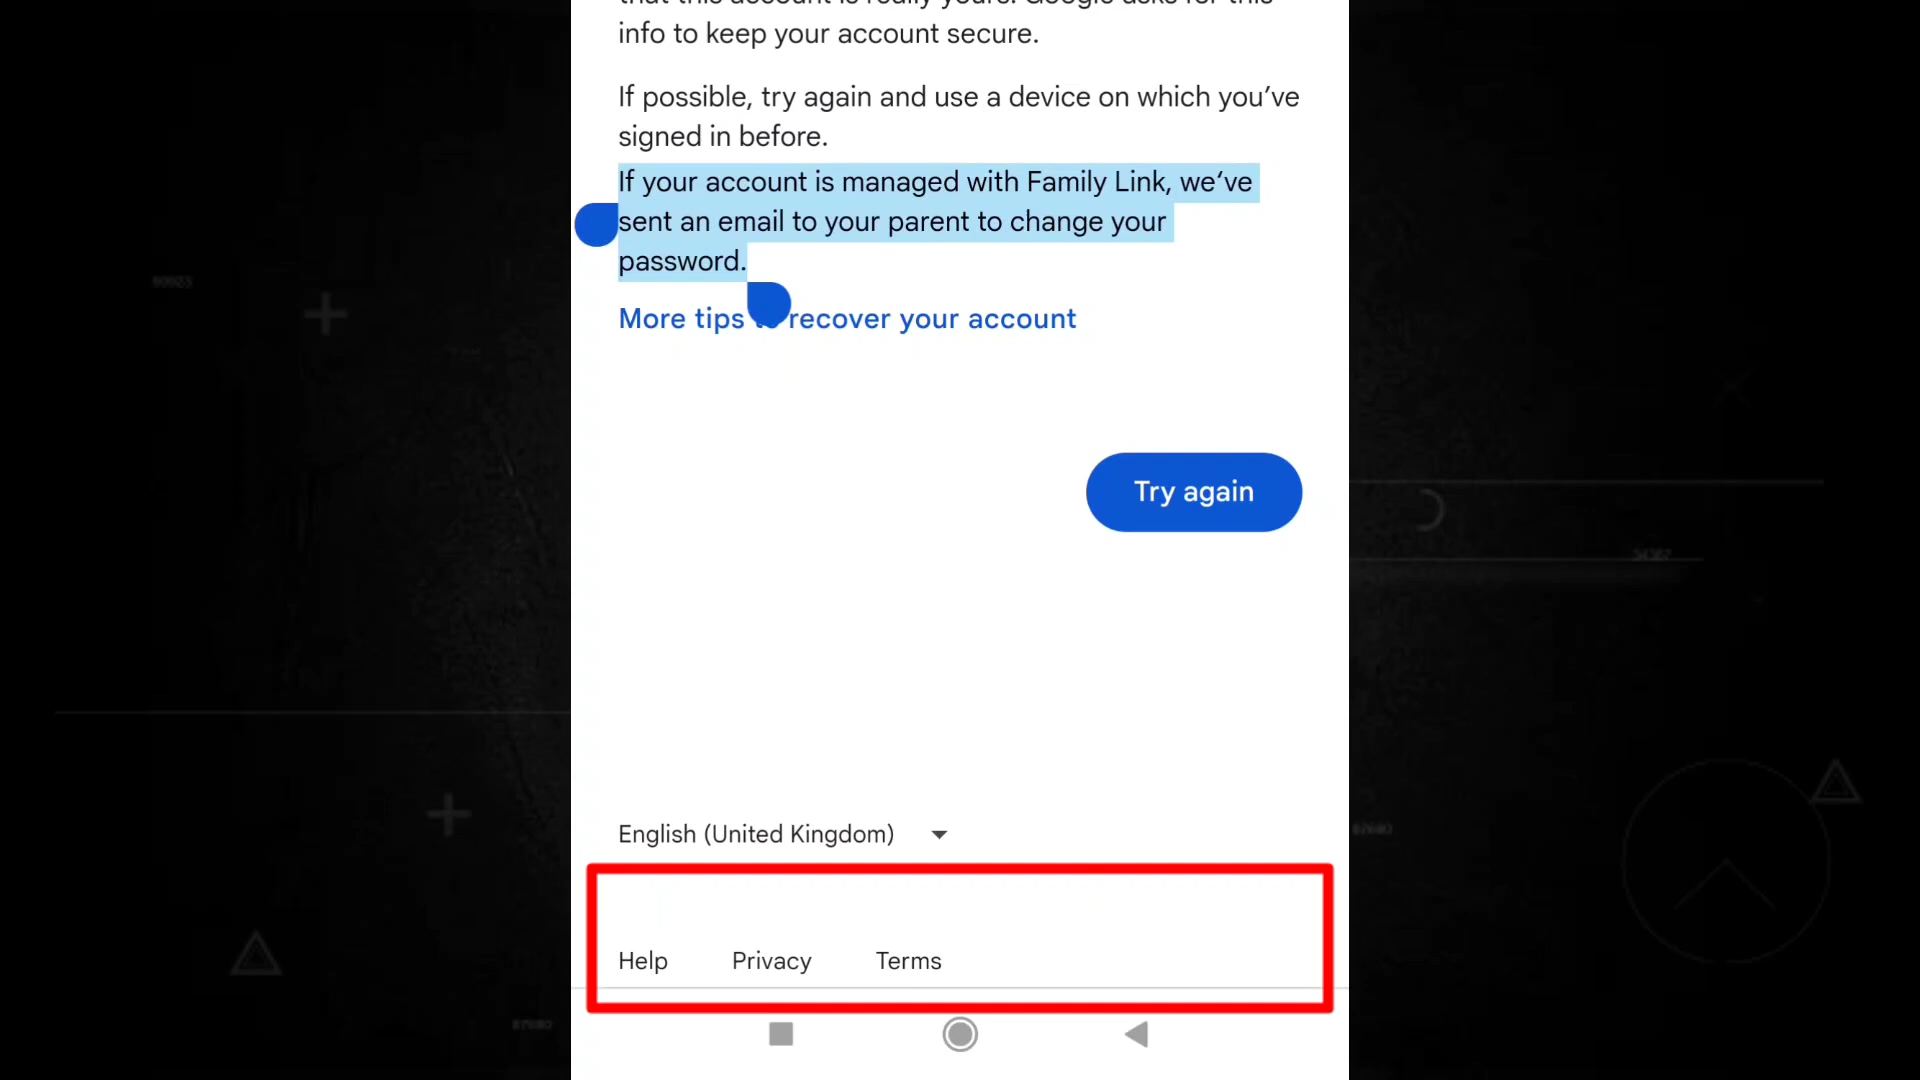 info to keep your account secure.
If possible, try again and use a device on which you’ve
signed in before.
If your account is managed with Family Link, we’ve
sent an email to your parent to change your
password.
More tips to recover your account
Try again
English (United Kingdom)
Help
Privacy
Terms